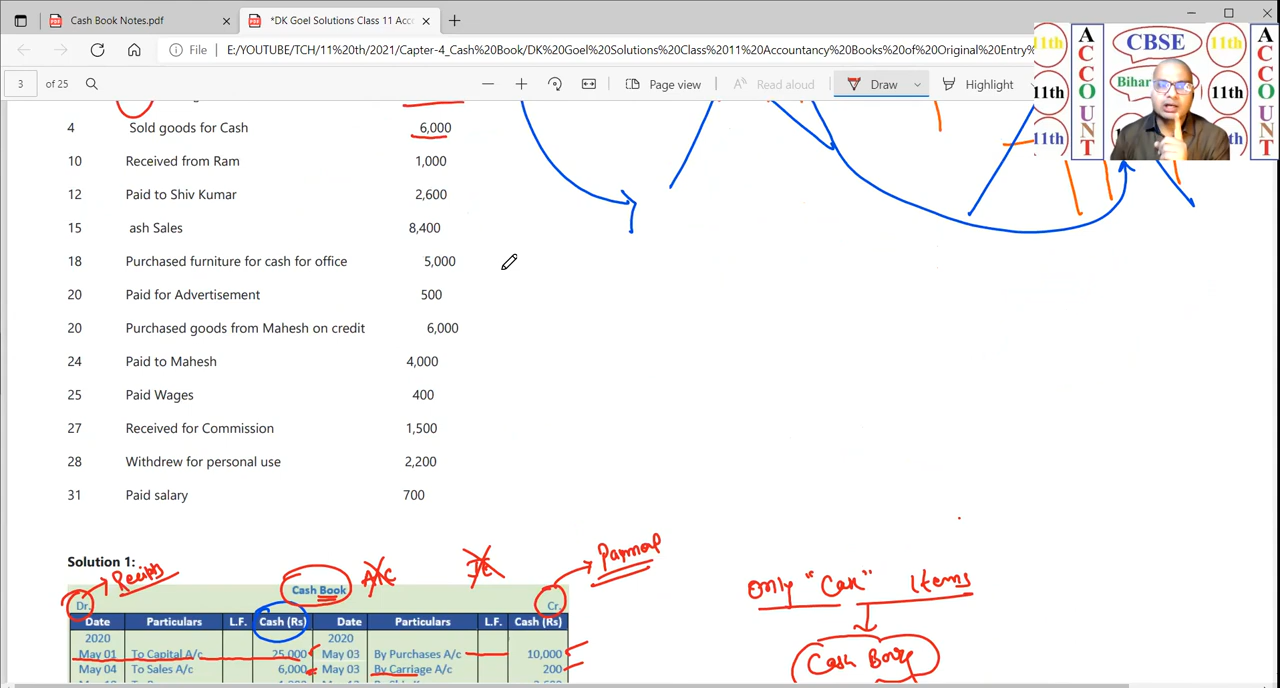 Cash Book Notes.pdf
*DK Goel Solutions Class 11 Acc
File E:/YOUTUBE/TCH/11%20th/2021/Capter-4_Cash%20Book/DK%20Goel%20Solutions%20Class%2011%20Accountancy%20Books%20of%20Original%20Entry
3 of 25 Page view Read aloud Draw Highlight
11th A CBSE 11th A
C C
11th C Bihar 11th C
O O
U U
11th N th N
T T
4 Sold goods for Cash 6,000
10 Received from Ram 1,000
12 Paid to Shiv Kumar 2,600
15 ash Sales 8,400
18 Purchased furniture for cash for office 5,000
20 Paid for Advertisement 500
20 Purchased goods from Mahesh on credit 6,000
24 Paid to Mahesh 4,000
25 Paid Wages 400
27 Received for Commission 1,500
28 Withdrew for personal use 2,200
31 Paid salary 700
Solution 1:
Receipts Cash Book A/C
Dr. Cr.
Only "Cash" Items
Date Particulars L.F. Cash (Rs) Date Particulars L.F. Cash (Rs)
2020 2020
May 01 To Capital A/c 25,000 May 03 By Purchases A/c 10,000
May 04 To Sales A/c 6,000 May 03 By Carriage A/c 200
Cash Book